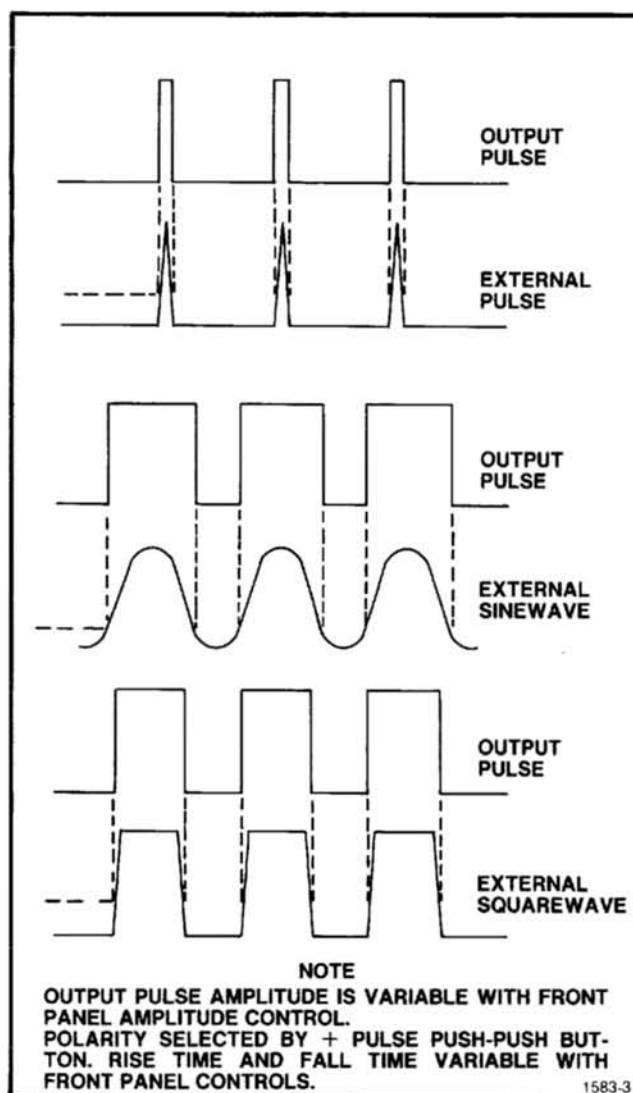 OUTPUT
PULSE
EXTERNAL
PULSE
OUTPUT
PULSE
EXTERNAL
SINEWAVE
OUTPUT
PULSE
EXTERNAL
SQUAREWAVE
NOTE
OUTPUT PULSE AMPLITUDE IS VARIABLE WITH FRONT
PANEL AMPLITUDE CONTROL.
POLARITY SELECTED BY + PULSE PUSH-PUSH BUT-
TON. RISE TIME AND FALL TIME VARIABLE WITH
FRONT PANEL CONTROLS.
1583-3